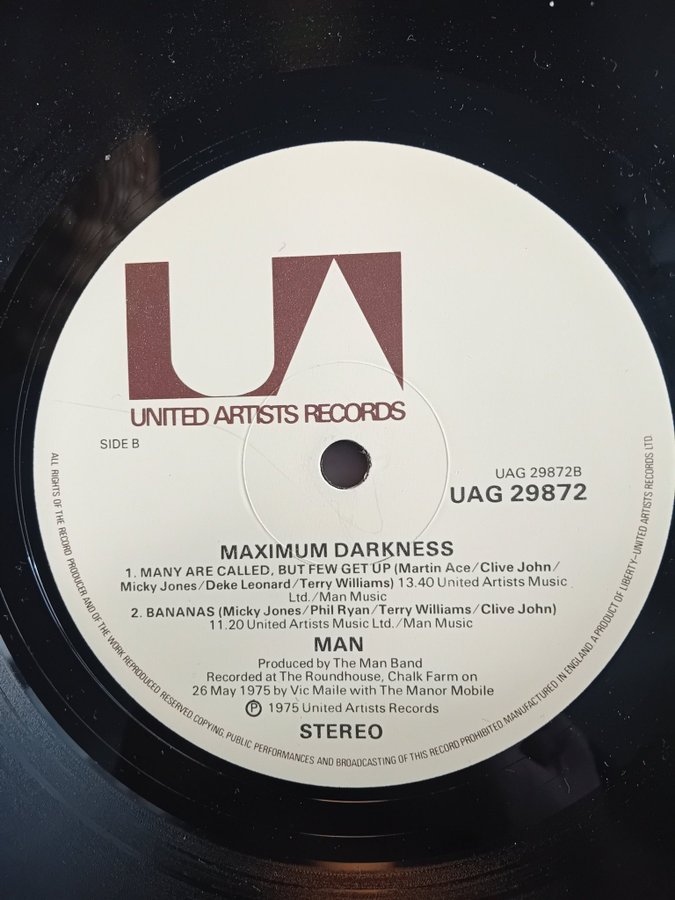 UA
UNITED ARTISTS RECORDS
SIDE B
UAG 29872B
UAG 29872
MAXIMUM DARKNESS
1. MANY ARE CALLED, BUT FEW GET UP (Martin Ace/Clive John/
Micky Jones/Deke Leonard/Terry Williams) 13.40 United Artists Music
Ltd./Man Music
2. BANANAS (Micky Jones/Phil Ryan/Terry Williams/Clive John)
11.20 United Artists Music Ltd./Man Music
MAN
Produced by The Man Band
Recorded at The Roundhouse, Chalk Farm on
26 May 1975 by Vic Maile with The Manor Mobile
Ⓟ 1975 United Artists Records
STEREO
ALL RIGHTS OF THE RECORD PRODUCER AND OF THE WORK REPRODUCED RESERVED COPYING, PUBLIC PERFORMANCES AND BROADCASTING OF THIS RECORD PROHIBITED. MANUFACTURED IN ENGLAND A PRODUCT OF LIBERTY—UNITED ARTISTS RECORDS LTD.